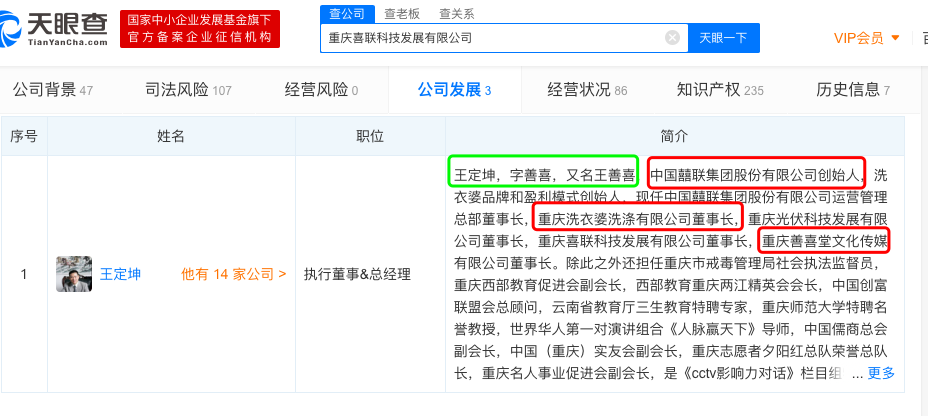 天眼查
TianYanCha.com
国家中小企业发展基金旗下
官方备案企业征信机构
查公司 查老板 查关系
重庆喜联科技发展有限公司
天眼一下
VIP会员
公司背景 47 司法风险 107 经营风险 0 公司发展 3 经营状况 86 知识产权 235 历史信息 7
序号 姓名 职位 简介
1 王定坤 他有 14 家公司 > 执行董事&总经理
王定坤，字善喜，又名王善喜，中国囍联集团股份有限公司创始人，洗
衣婆品牌和盈利模式创始人，现任中国囍联集团股份有限公司运营管理
总部董事长，重庆洗衣婆洗涤有限公司董事长，重庆光伏科技发展有限
公司董事长，重庆喜联科技发展有限公司董事长，重庆善喜堂文化传媒
有限公司董事长。除此之外还担任重庆市戒毒管理局社会执法监督员，
重庆西部教育促进会副会长，西部教育重庆两江精英会会长，中国创富
联盟会总顾问，云南省教育厅三生教育特聘专家，重庆师范大学特聘名
誉教授，世界华人第一对演讲组合《人脉赢天下》导师，中国儒商总会
副会长，中国（重庆）实友会副会长，重庆志愿者夕阳红总队荣誉总队
长，重庆名人事业促进会副会长，是《cctv影响力对话》栏目组 ... 更多